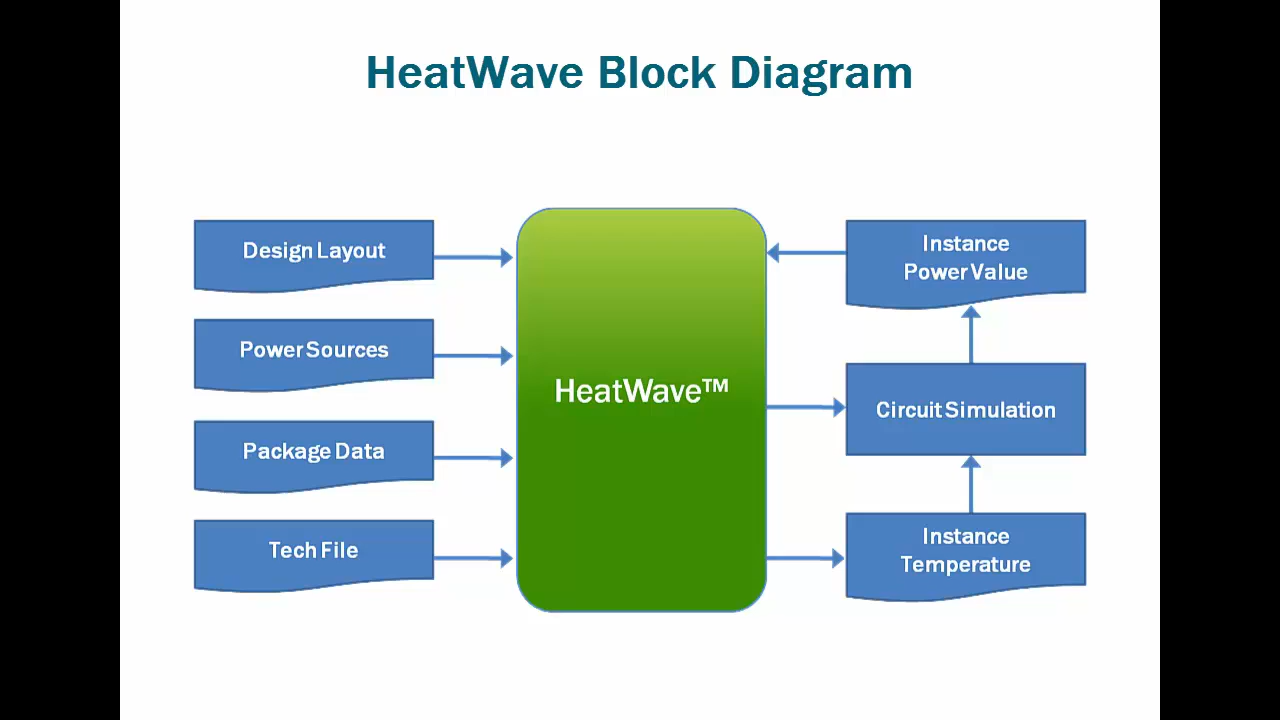 HeatWave Block Diagram
Design Layout
Power Sources
Package Data
Tech File
HeatWave™
Instance
Power Value
Circuit Simulation
Instance
Temperature